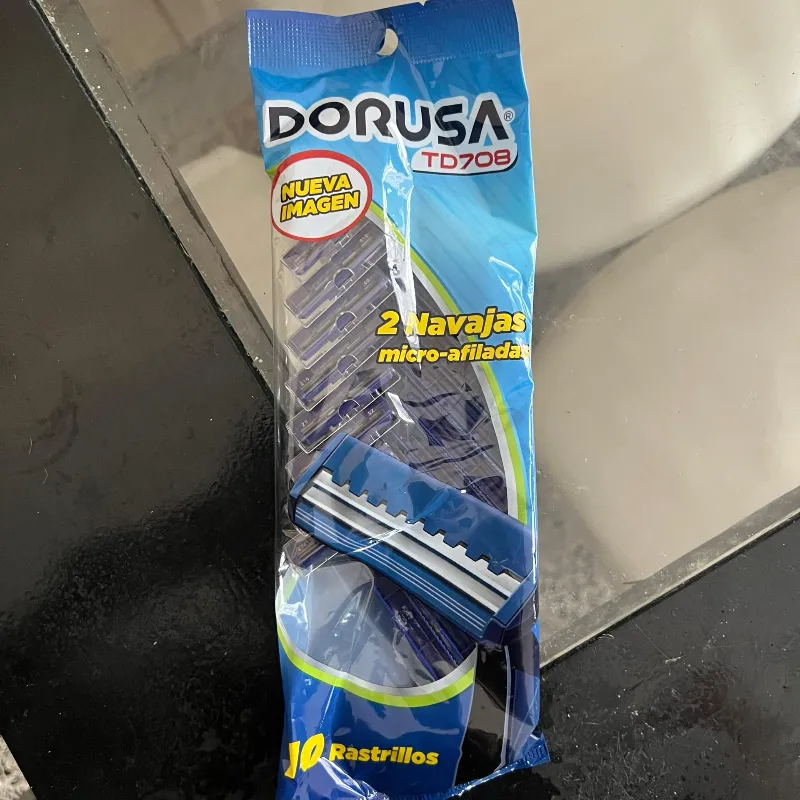 DORUSA®
TD708
NUEVA
IMAGEN
2 Navajas
micro-afiladas
10 Rastrillos